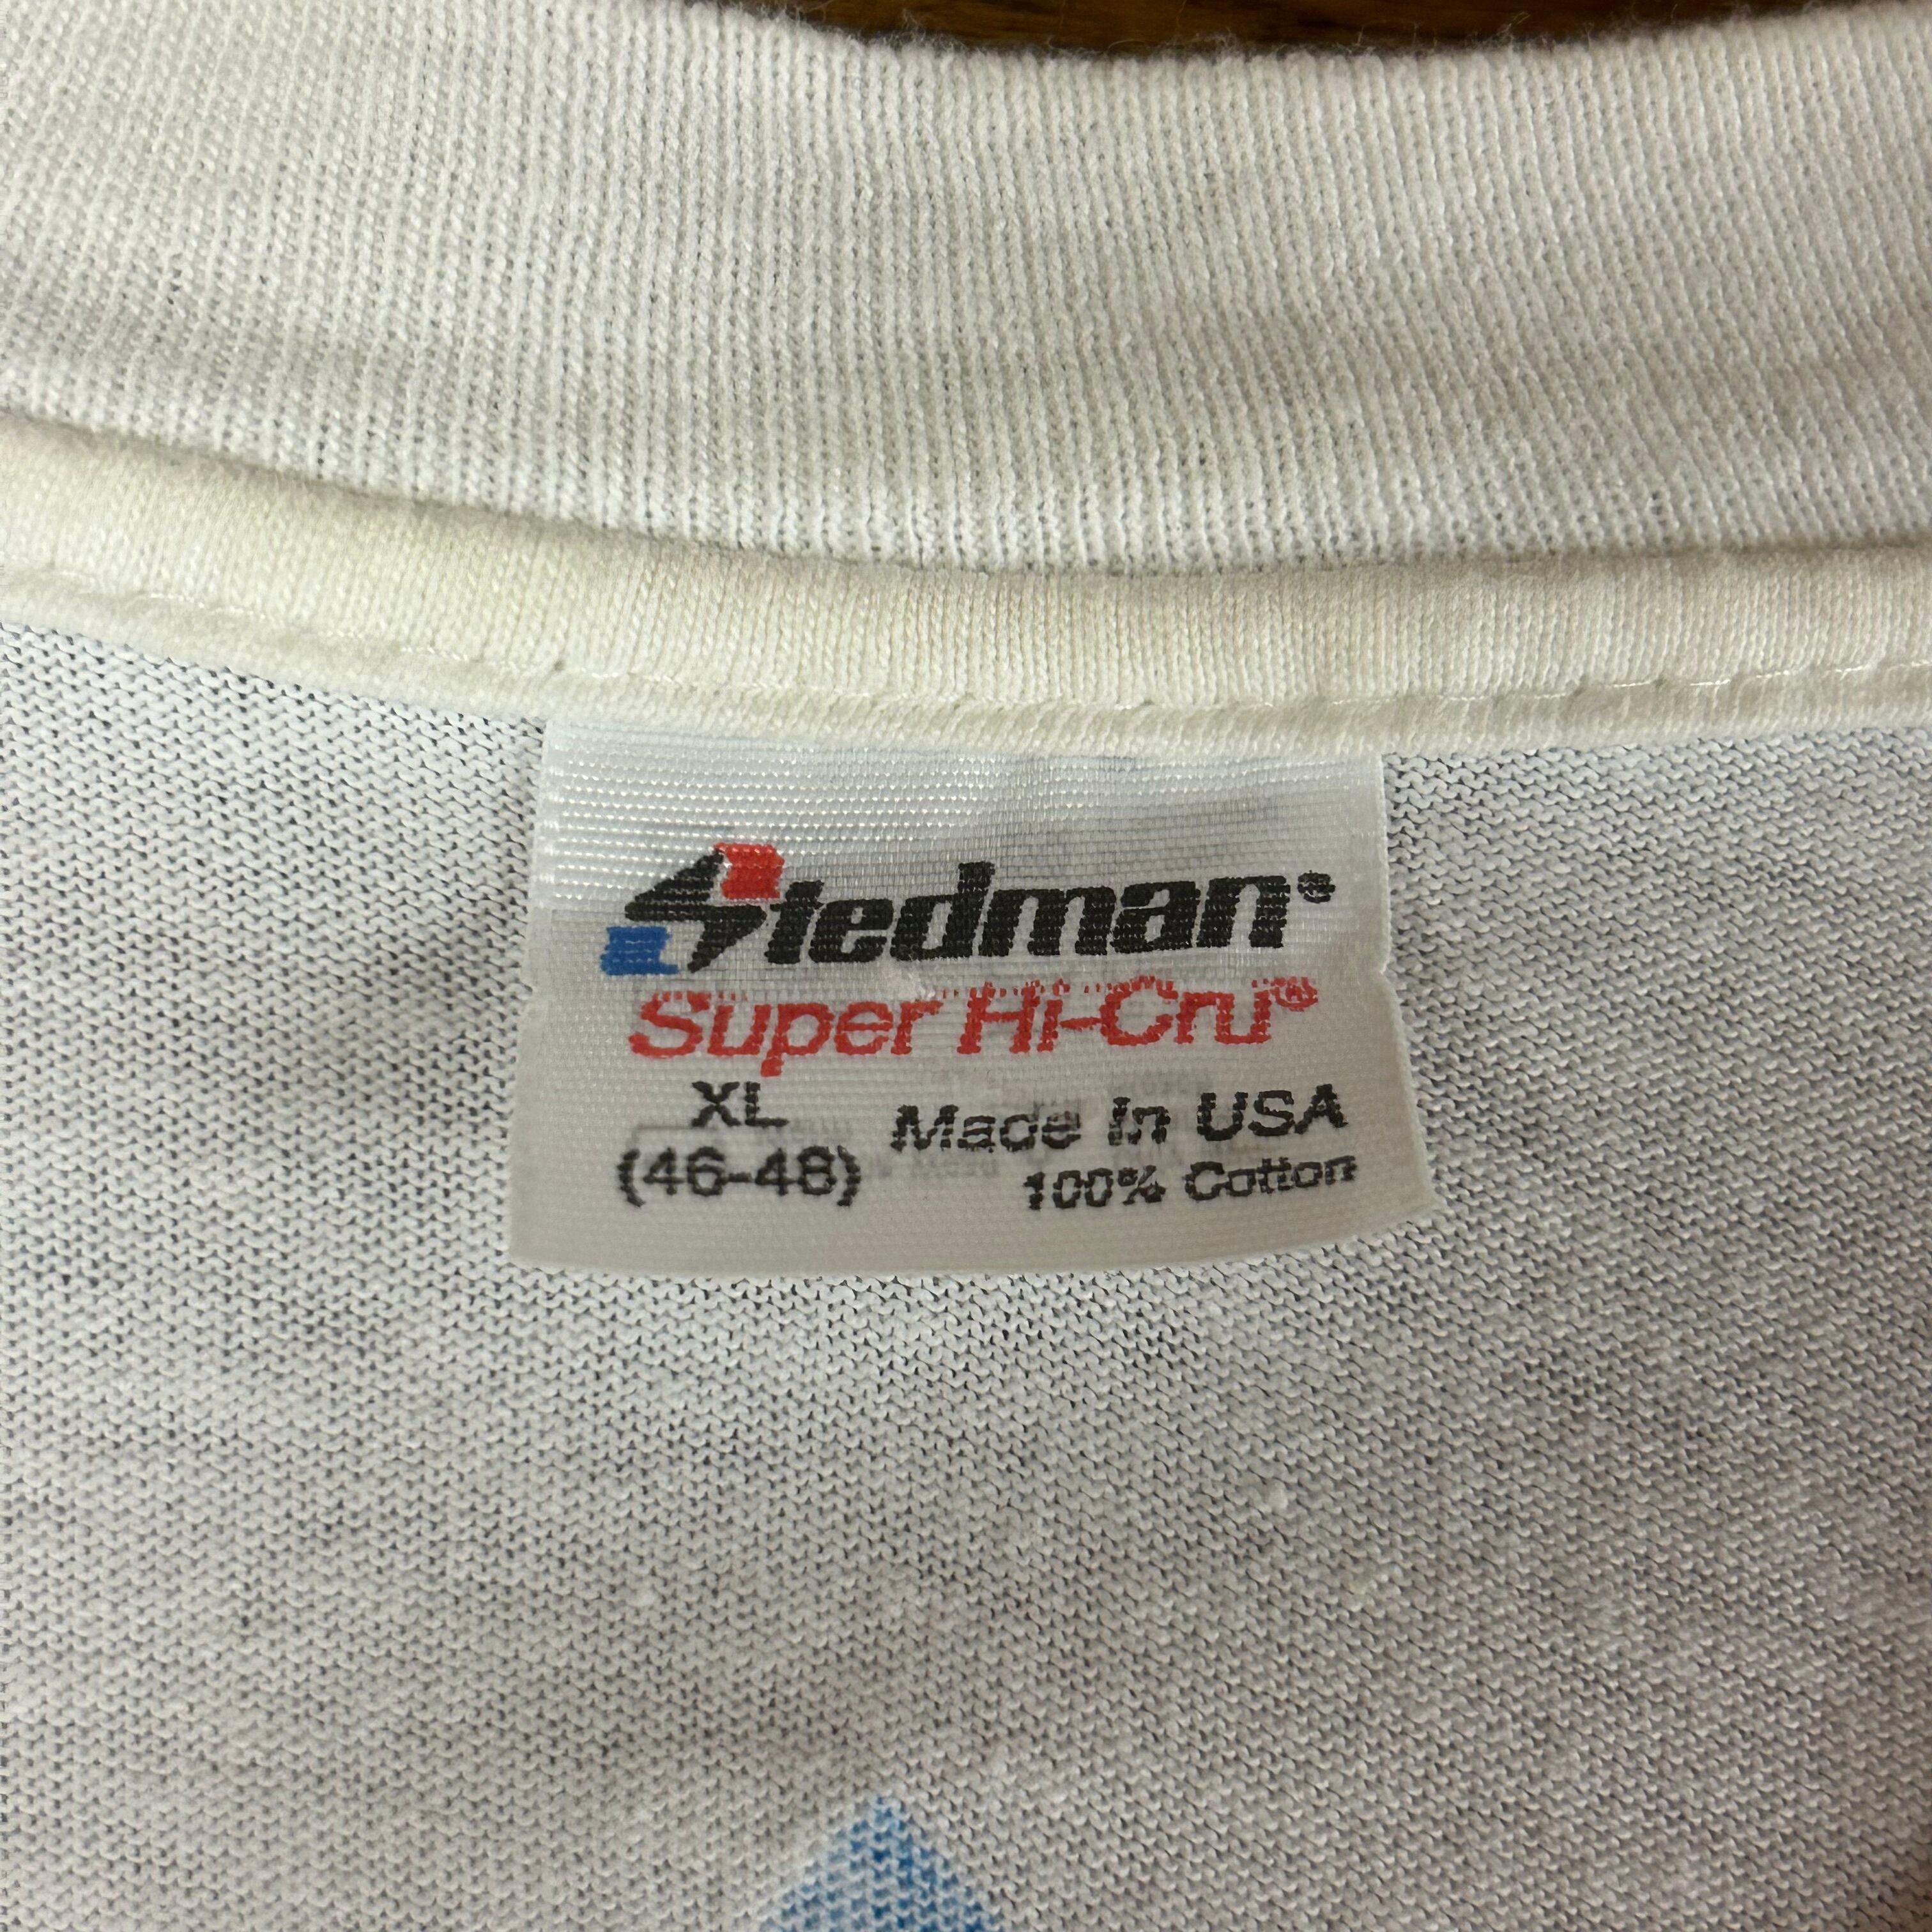 Stedman®
Super Hi-Cru®
XL
(46-48)
Made In USA
100% Cotton